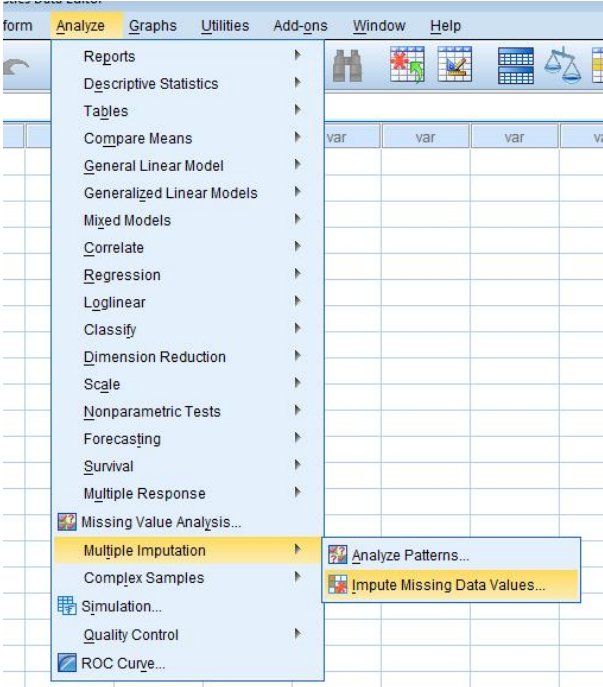 form Analyze Graphs Utilities Add-ons Window Help
Reports
Descriptive Statistics
Tables
Compare Means
var var var
General Linear Model
Generalized Linear Models
Mixed Models
Correlate
Regression
Loglinear
Classify
Dimension Reduction
Scale
Nonparametric Tests
Forecasting
Survival
Multiple Response
Missing Value Analysis...
Multiple Imputation
Analyze Patterns...
Complex Samples
Impute Missing Data Values...
Simulation...
Quality Control
ROC Curve...